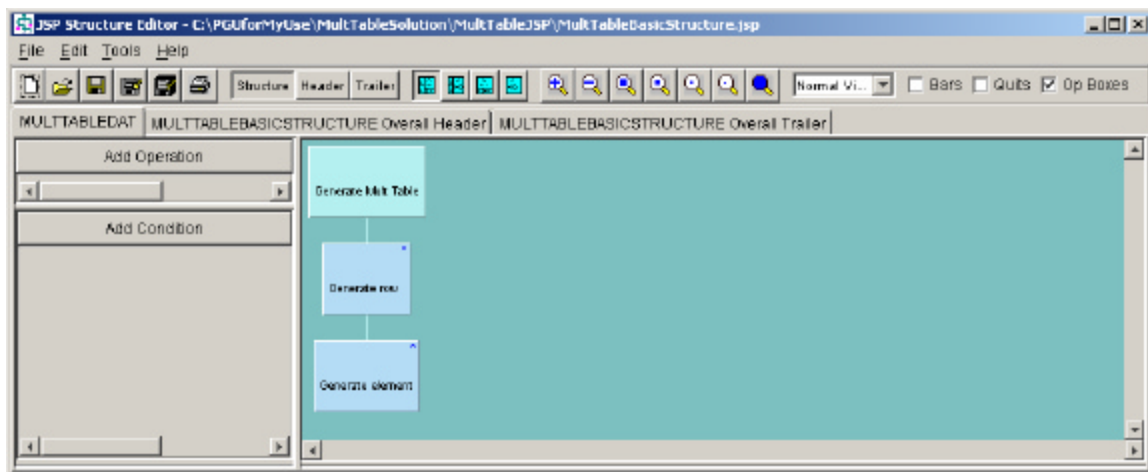 JSP Structure Editor - C:\PGUforMyUse\MultTableSolution\MultTableJSP\MultTableBasicStructure.jsp
File Edit Tools Help
Structure Header Trailer Normal Vi... Bars Quits Op Boxes
MULTTABLEDAT MULTTABLEBASICSTRUCTURE Overall Header MULTTABLEBASICSTRUCTURE Overall Trailer
Add Operation
Add Condition
Generate Mult Table
*
Generate row
*
Generate element